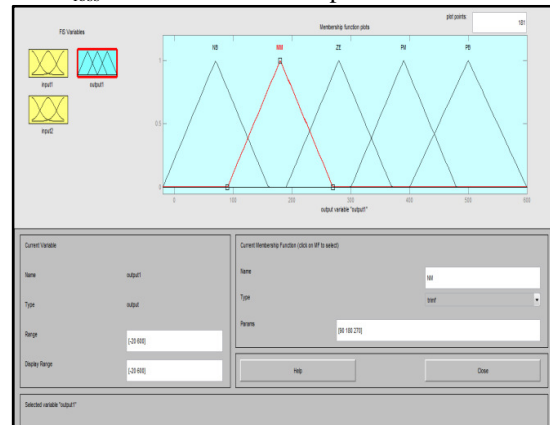 FIS Variables
Membership function plots
plot points:
181
input1
output1
input2
NB
NM
ZE
PM
PB
1
0.5
0
0
100
200
300
400
500
600
output variable "output1"
Current Variable
Name
output1
Type
output
Range
[-20 600]
Display Range
[-20 600]
Current Membership Function (click on MF to select)
Name
NM
Type
trimf
Params
[90 180 270]
Help
Close
Selected variable "output1"